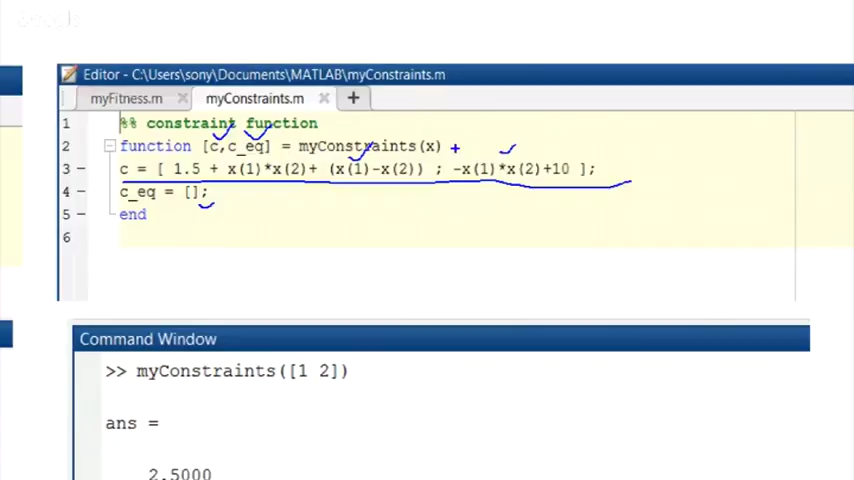 Editor - C:\Users\sony\Documents\MATLAB\myConstraints.m
myFitness.m × myConstraints.m × +
1 %% constraint function
2 function [c,c_eq] = myConstraints(x)
3 c = [ 1.5 + x(1)*x(2)+ (x(1)-x(2)) ; -x(1)*x(2)+10 ];
4 c_eq = [];
5 end
6
Command Window
>> myConstraints([1 2])
ans =
2.5000